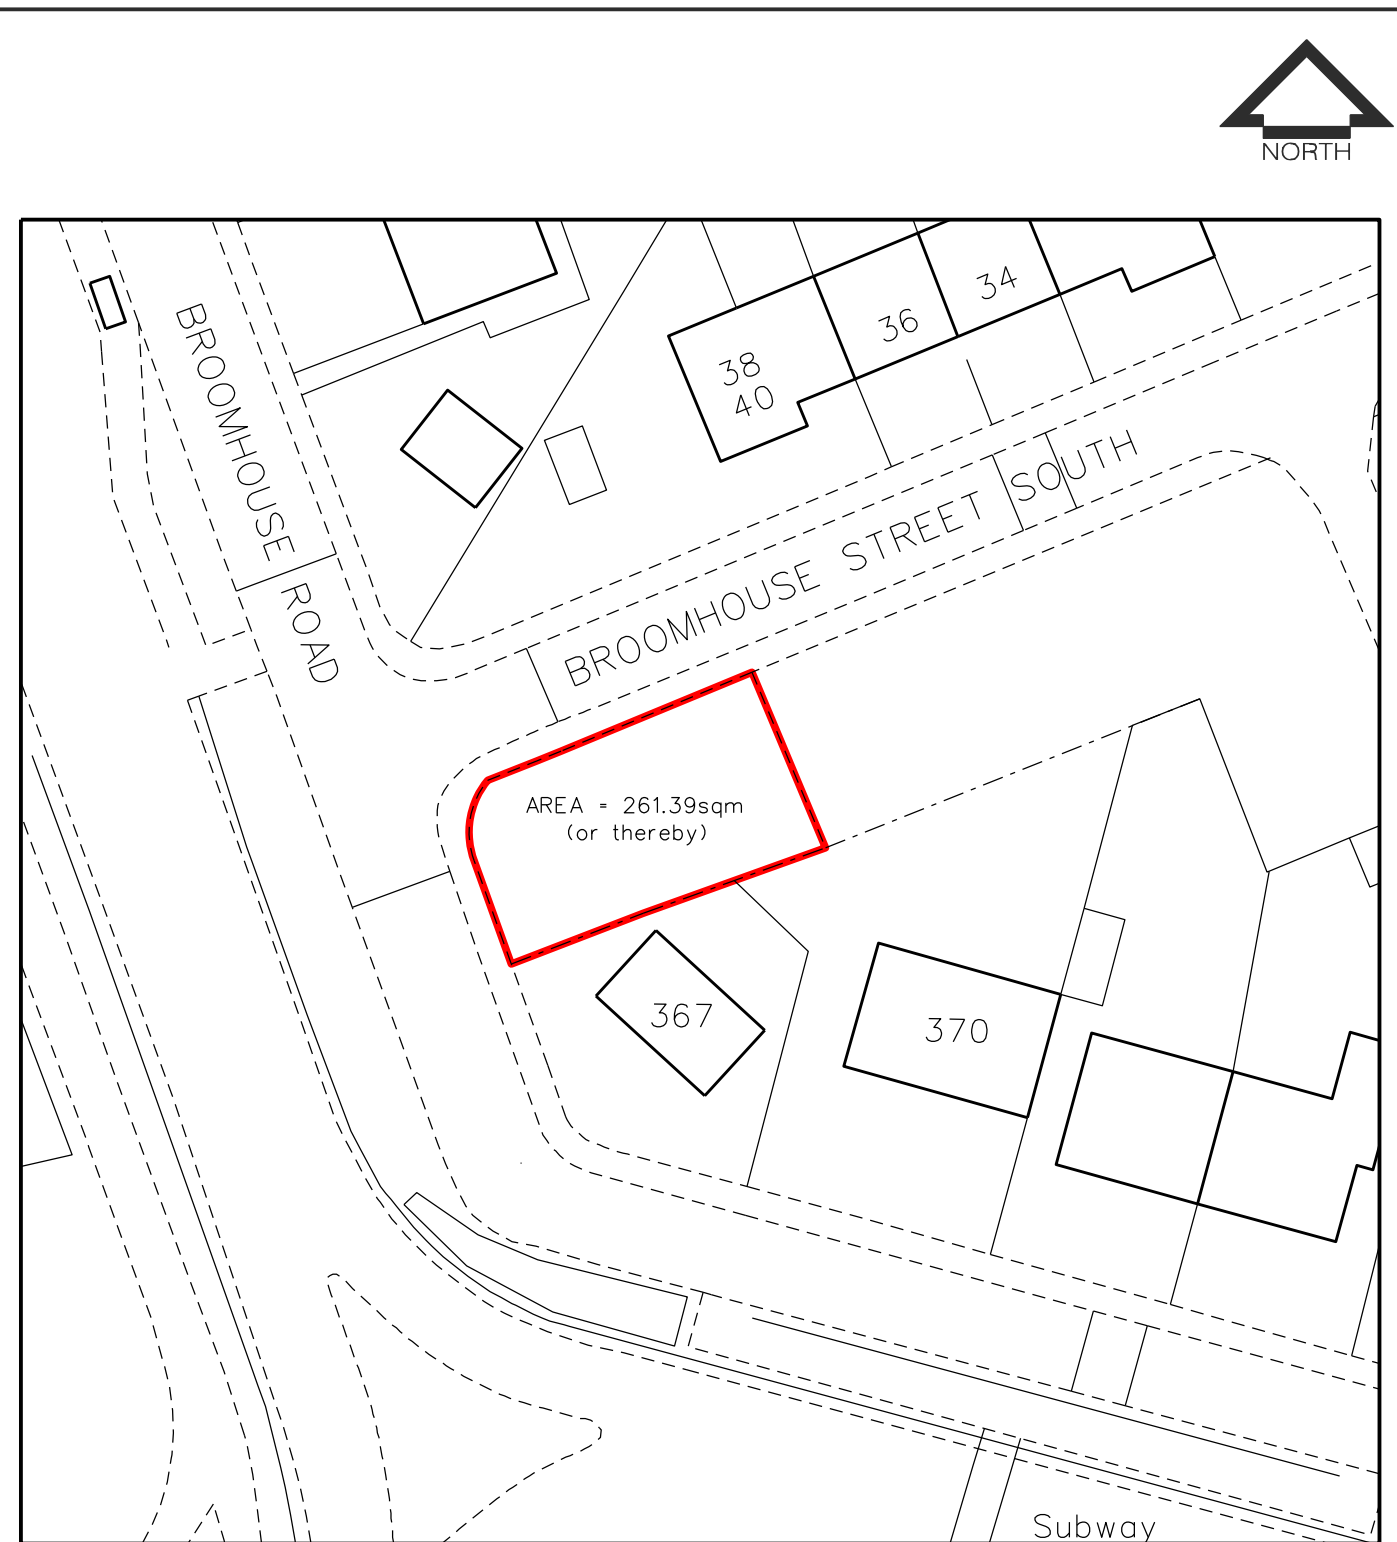 NORTH
BROOMHOUSE ROAD
34
36
38
40
BROOMHOUSE STREET SOUTH
AREA = 261.39sqm
(or thereby)
367
370
Subway